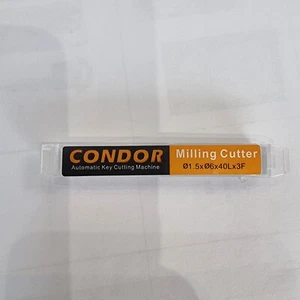 CONDOR
Automatic Key Cutting Machine
Milling Cutter
Ø1.5xØ6x40Lx3F